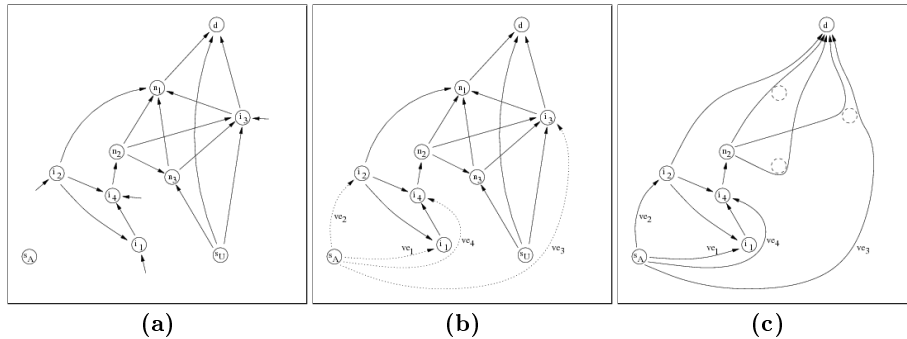 d
n1
i3
n2
n3
i2
i4
i1
sA
sU
(a)
d
n1
i3
n2
n3
i2
i4
ve2
i1
ve1
ve4
ve3
sA
sU
(b)
d
n2
i2
i4
ve2
i1
ve1
ve4
ve3
sA
(c)